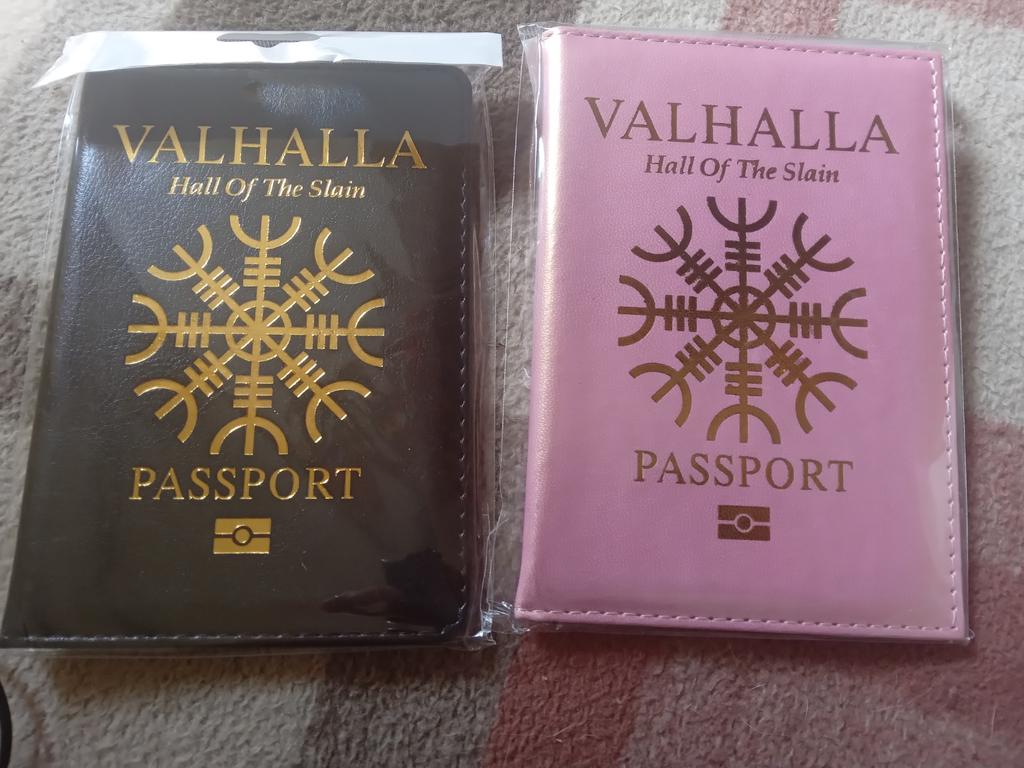 VALHALLA
Hall Of The Slain
PASSPORT
VALHALLA
Hall Of The Slain
PASSPORT